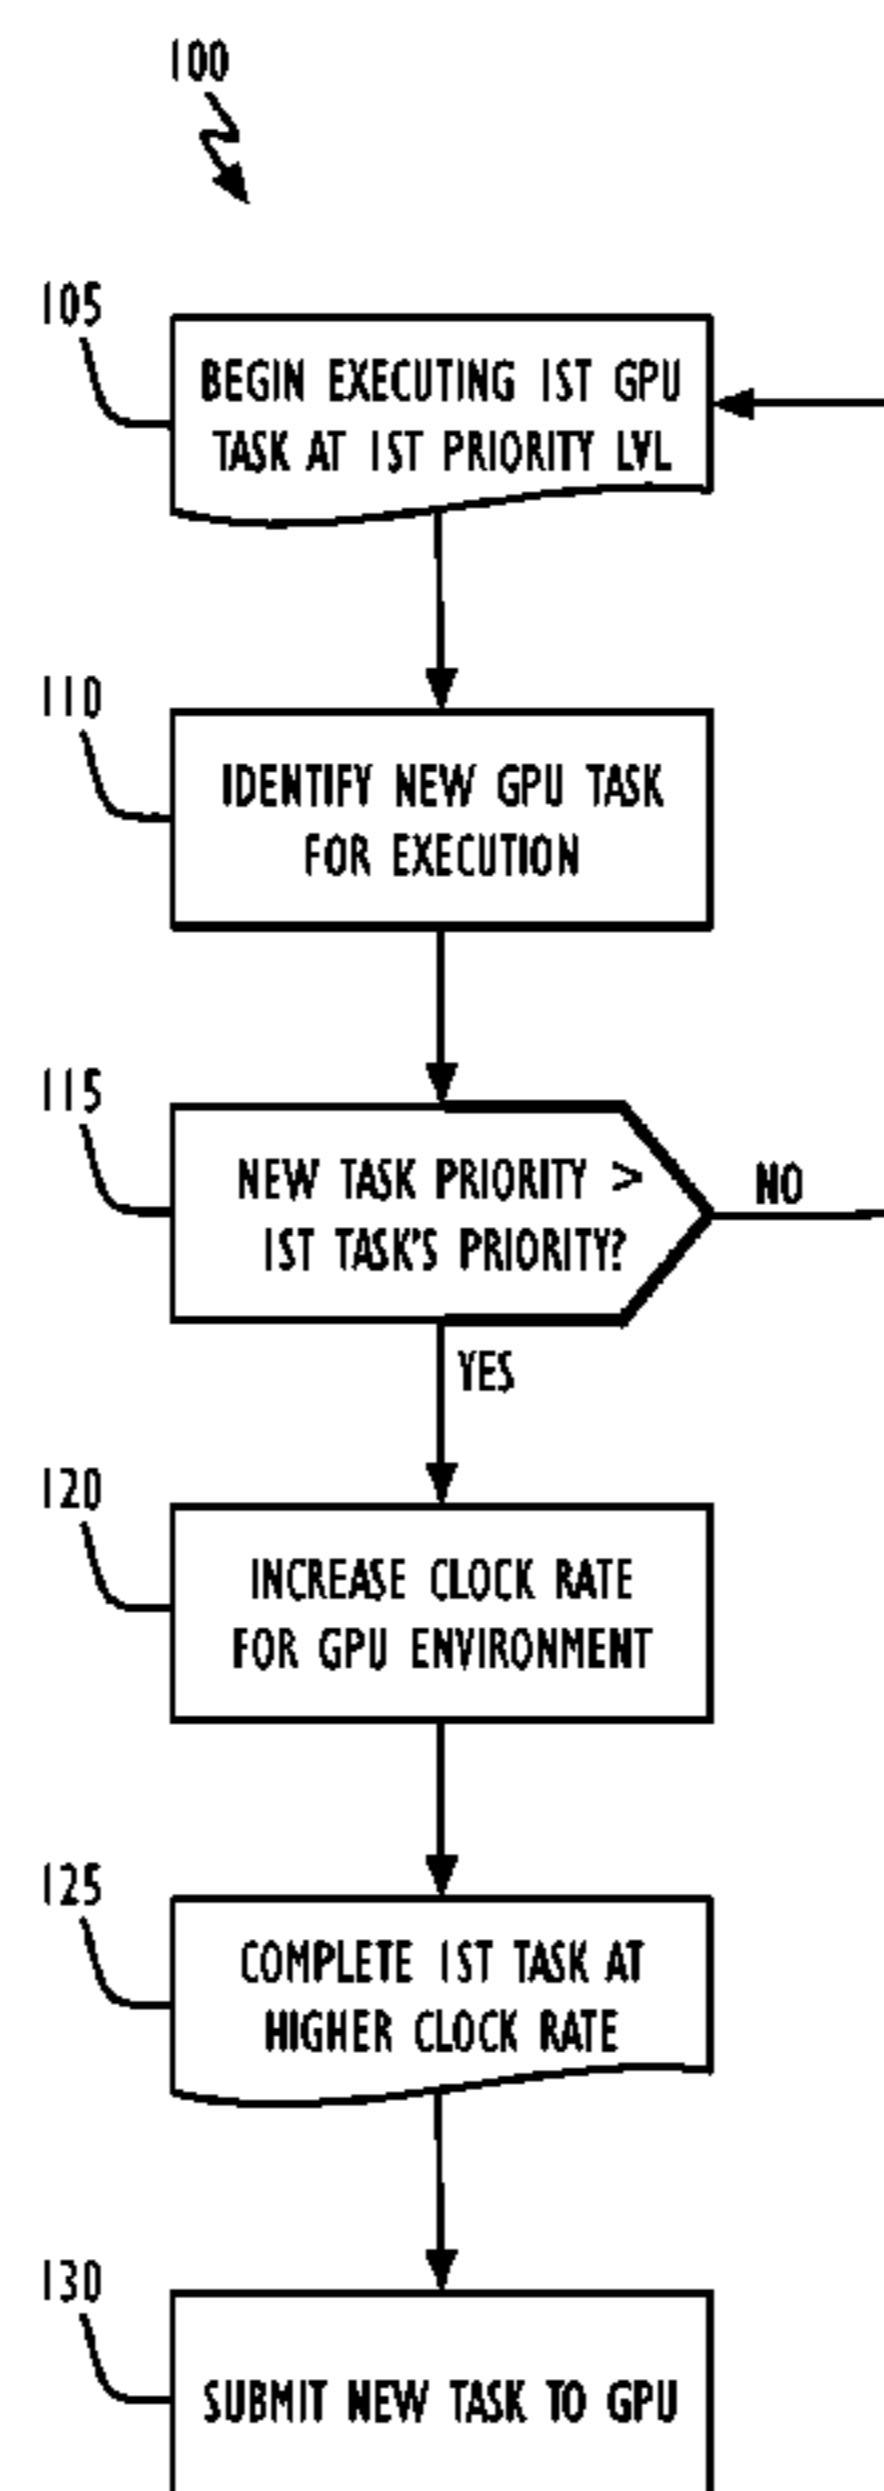 100
105
BEGIN EXECUTING 1ST GPU
TASK AT 1ST PRIORITY LVL
110
IDENTIFY NEW GPU TASK
FOR EXECUTION
115
NEW TASK PRIORITY >
1ST TASK'S PRIORITY?
NO
YES
120
INCREASE CLOCK RATE
FOR GPU ENVIRONMENT
125
COMPLETE 1ST TASK AT
HIGHER CLOCK RATE
130
SUBMIT NEW TASK TO GPU